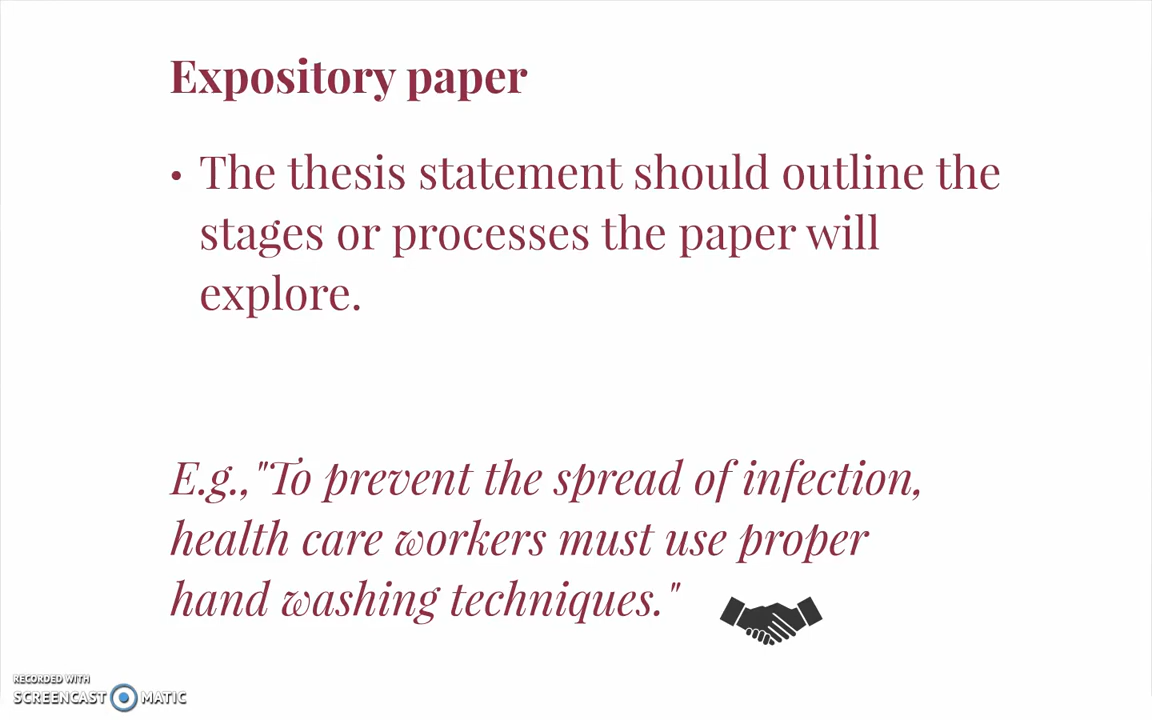 Expository paper
• The thesis statement should outline the
stages or processes the paper will
explore.
E.g.,"To prevent the spread of infection,
health care workers must use proper
hand washing techniques."
RECORDED WITH
SCREENCAST MATIC